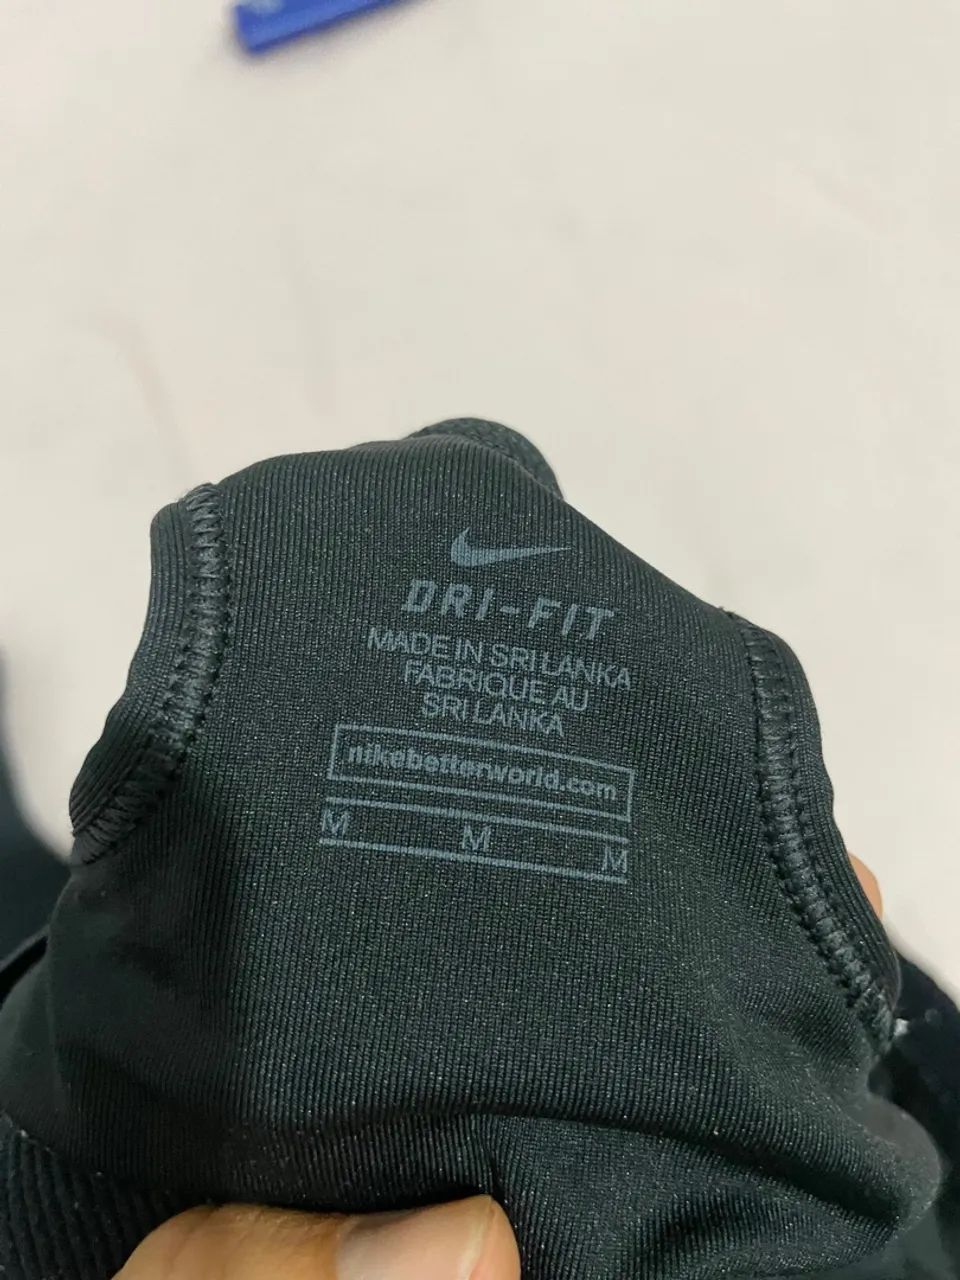 DRI-FIT
MADE IN SRI LANKA
FABRIQUE AU
SRI LANKA
nikebetterworld.com
M M M